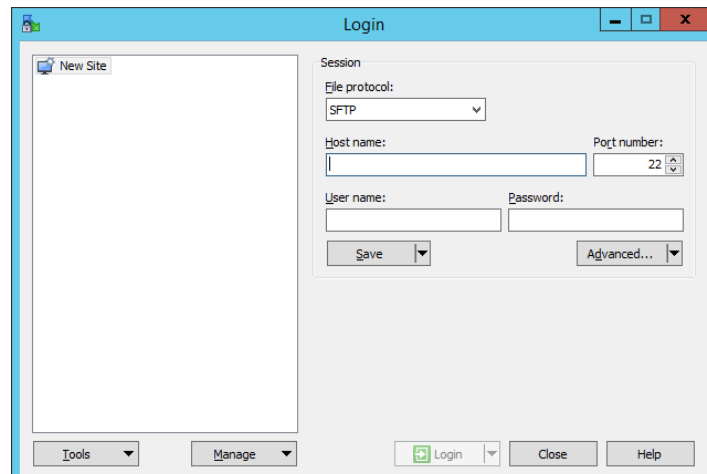 Login
New Site
Session
File protocol:
SFTP
Host name:
Port number:
22
User name:
Password:
Save
Advanced...
Tools
Manage
Login
Close
Help